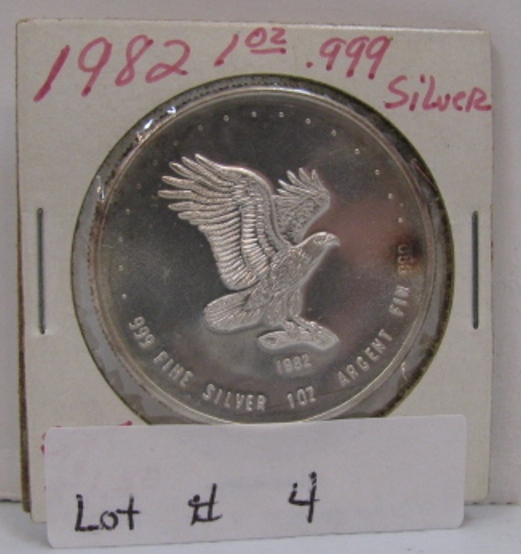 1982 1oz .999
Silver
1982
999 FINE SILVER 1OZ ARGENT FIN 999
Lot # 4